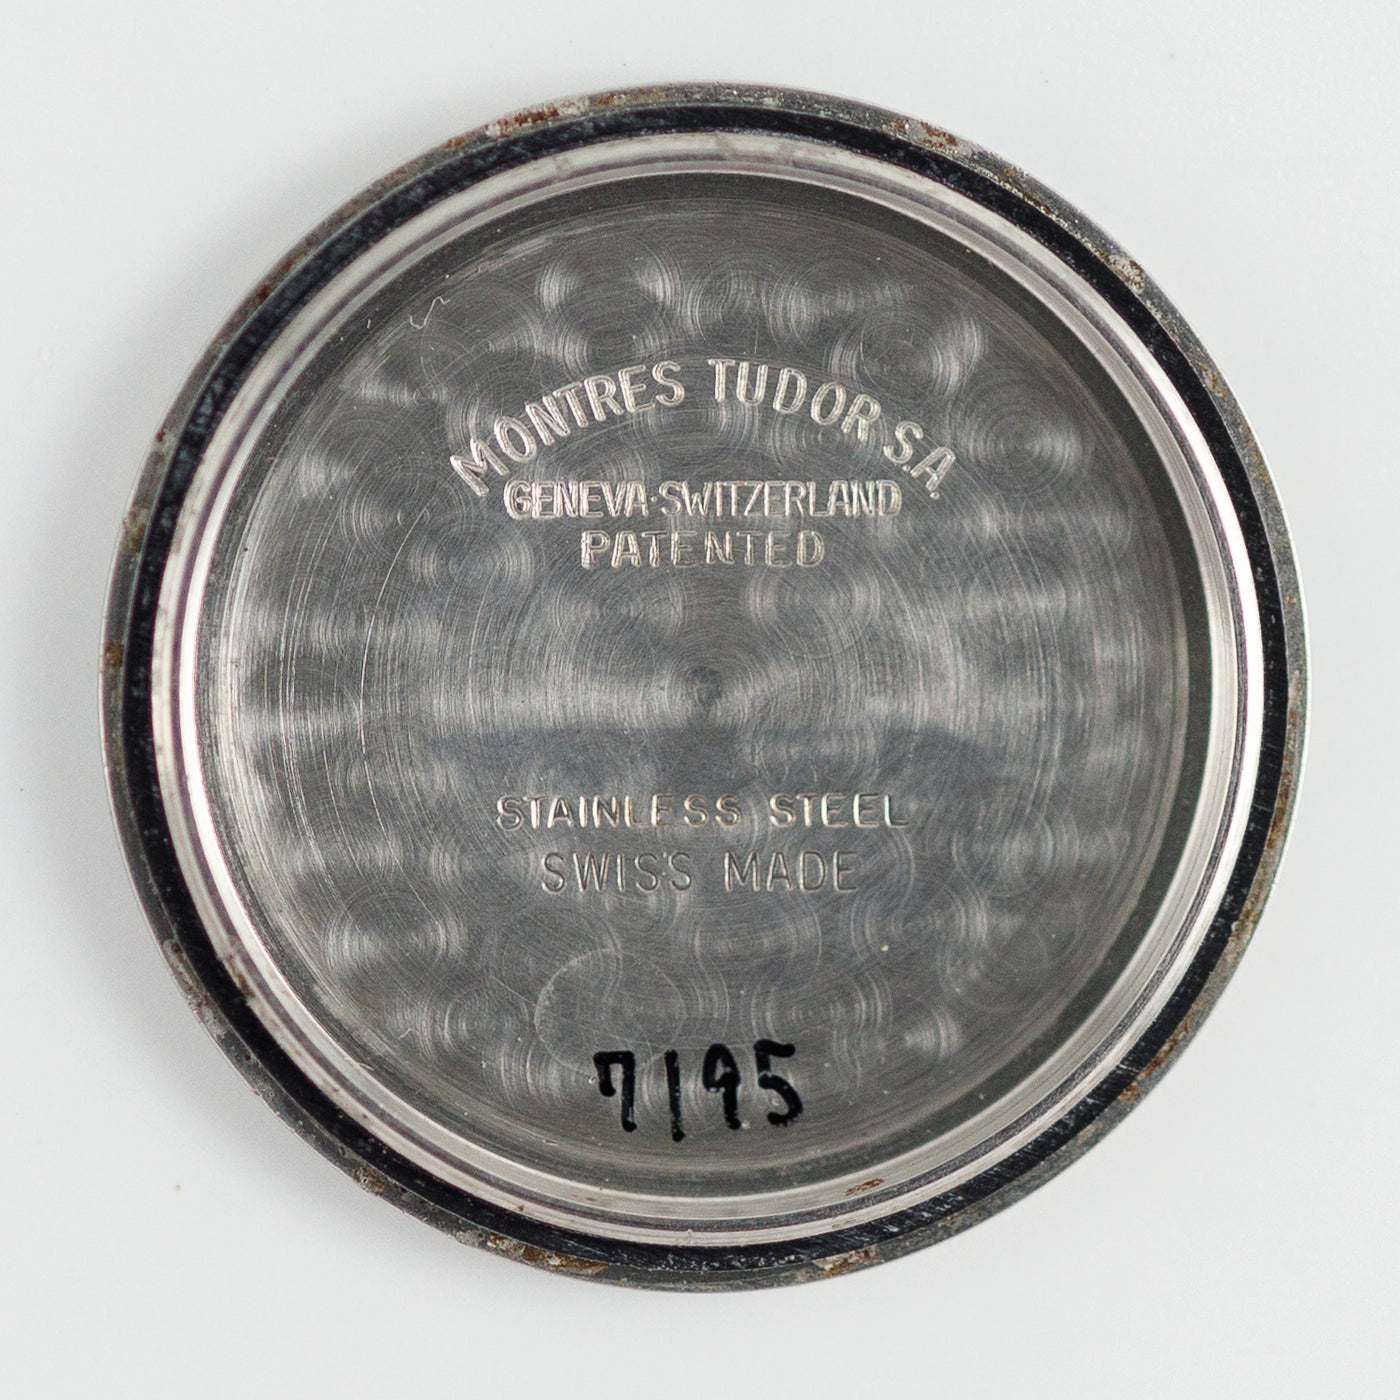 MONTRES TUDOR S.A.
GENEVA·SWITZERLAND
PATENTED
STAINLESS STEEL
SWISS MADE
7195